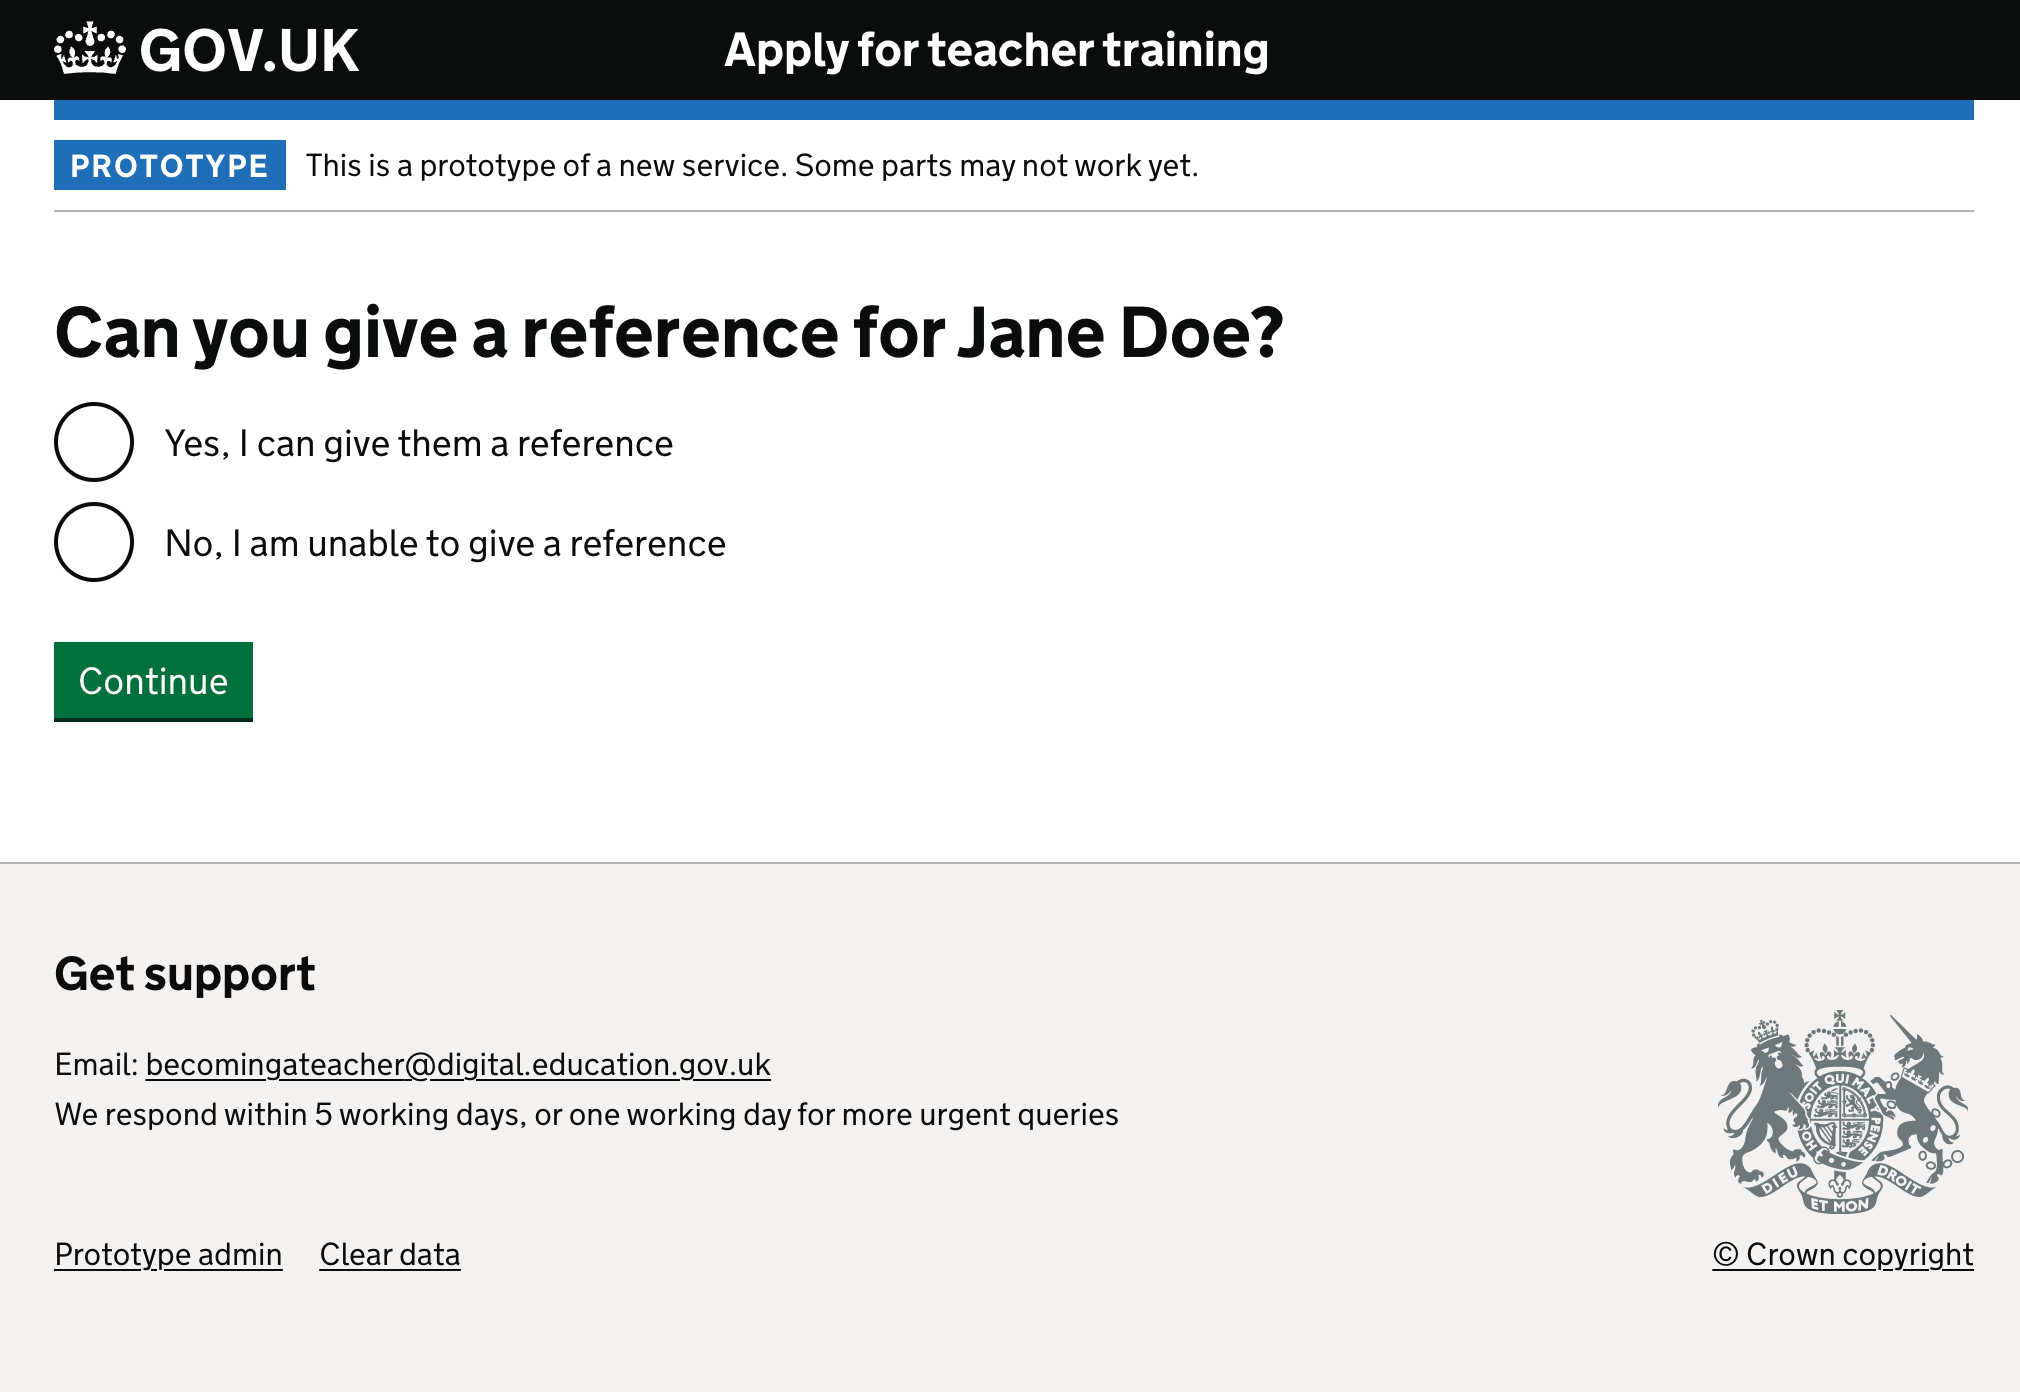 GOV.UK
Apply for teacher training
PROTOTYPE This is a prototype of a new service. Some parts may not work yet.
Can you give a reference for Jane Doe?
Yes, I can give them a reference
No, I am unable to give a reference
Continue
Get support
Email: becomingateacher@digital.education.gov.uk
We respond within 5 working days, or one working day for more urgent queries
SOIT QUI MAL
PENSE
HO
DIEU
ET MON
DROIT
Prototype admin
Clear data
© Crown copyright